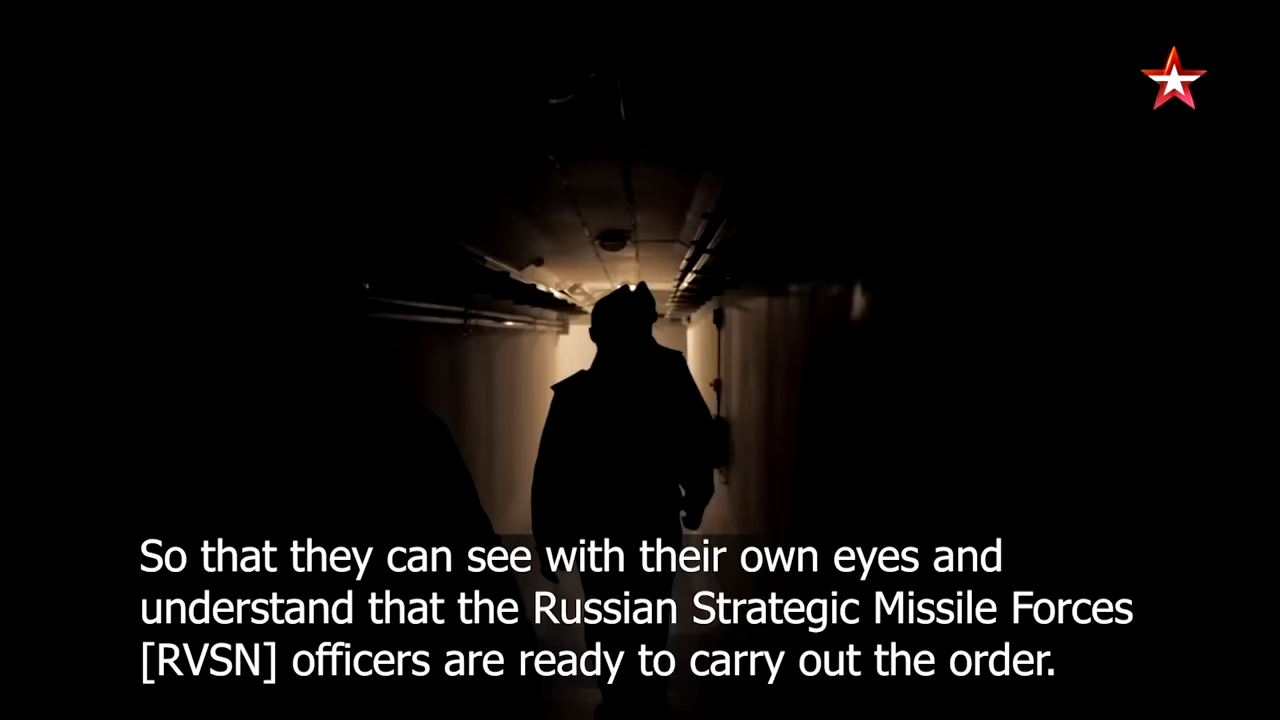 So that they can see with their own eyes and
understand that the Russian Strategic Missile Forces
[RVSN] officers are ready to carry out the order.